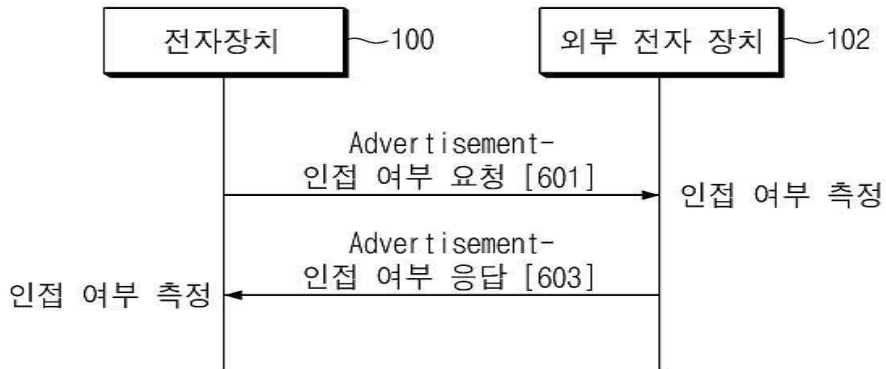 전자장치
100
외부 전자 장치
102
Advertisement-
인접 여부 요청 [601]
인접 여부 측정
Advertisement-
인접 여부 응답 [603]
인접 여부 측정